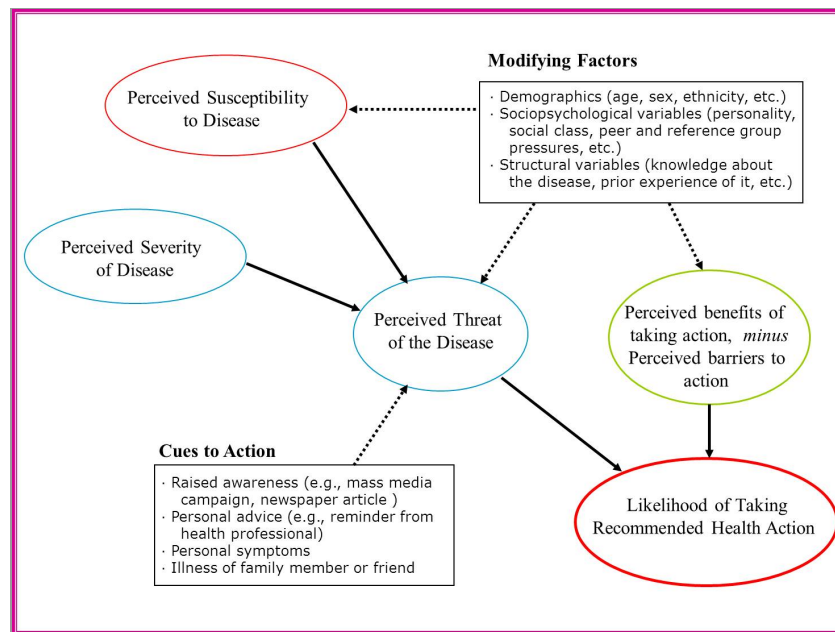 Modifying Factors
Perceived Susceptibility
to Disease
· Demographics (age, sex, ethnicity, etc.)
· Sociopsychological variables (personality,
social class, peer and reference group
pressures, etc.)
· Structural variables (knowledge about
the disease, prior experience of it, etc.)
Perceived Severity
of Disease
Perceived Threat
of the Disease
Perceived benefits of
taking action, minus
Perceived barriers to
action
Cues to Action
· Raised awareness (e.g., mass media
campaign, newspaper article )
· Personal advice (e.g., reminder from
health professional)
· Personal symptoms
· Illness of family member or friend
Likelihood of Taking
Recommended Health Action